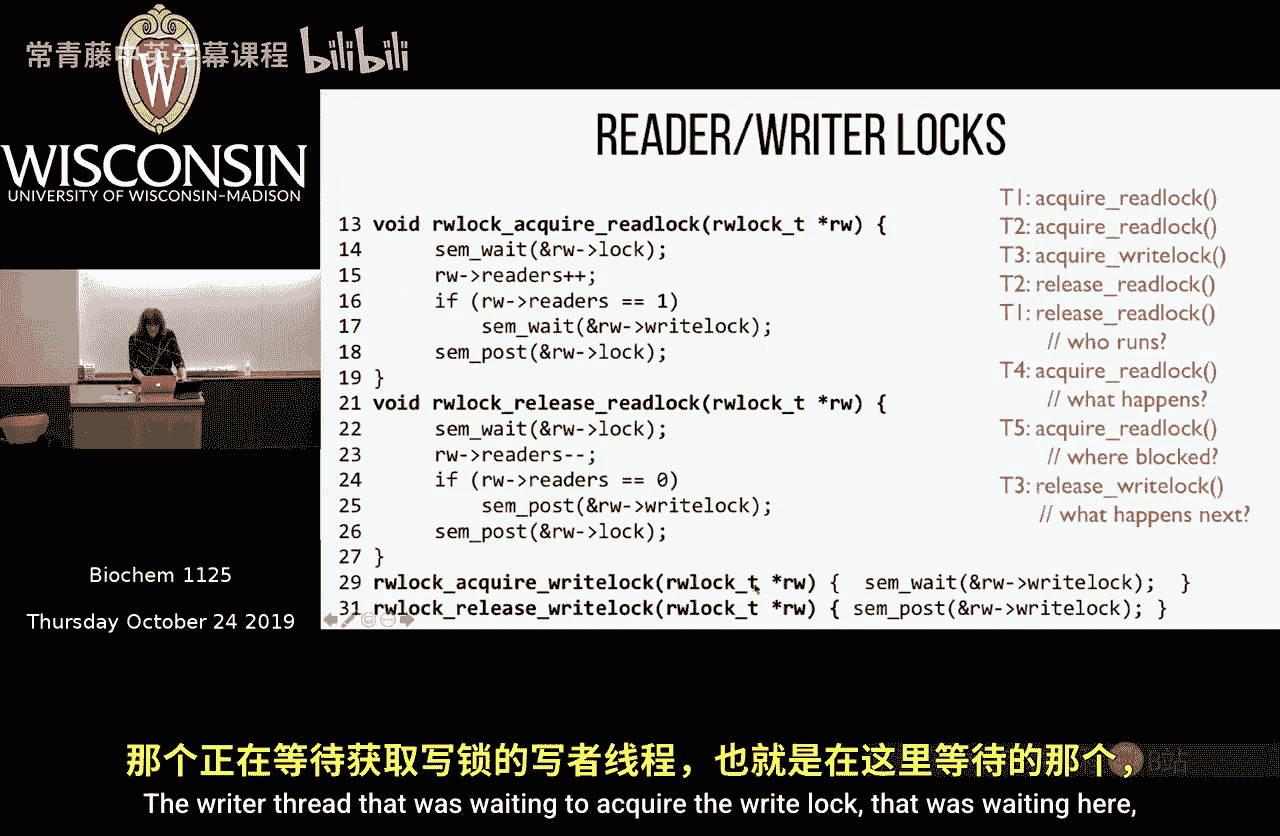 常青藤中英字幕课程 bilibili
W
WISCONSIN
UNIVERSITY OF WISCONSIN-MADISON
READER/WRITER LOCKS
13 void rwlock_acquire_readlock(rwlock_t *rw) {
14 sem_wait(&rw->lock);
15 rw->readers++;
16 if (rw->readers == 1)
17 sem_wait(&rw->writelock);
18 sem_post(&rw->lock);
19 }
21 void rwlock_release_readlock(rwlock_t *rw) {
22 sem_wait(&rw->lock);
23 rw->readers--;
24 if (rw->readers == 0)
25 sem_post(&rw->writelock);
26 sem_post(&rw->lock);
27 }
29 rwlock_acquire_writelock(rwlock_t *rw) { sem_wait(&rw->writelock); }
31 rwlock_release_writelock(rwlock_t *rw) { sem_post(&rw->writelock); }
T1: acquire_readlock()
T2: acquire_readlock()
T3: acquire_writelock()
T2: release_readlock()
T1: release_readlock()
// who runs?
T4: acquire_readlock()
// what happens?
T5: acquire_readlock()
// where blocked?
T3: release_writelock()
// what happens next?
Biochem 1125
Thursday October 24 2019
那个正在等待获取写锁的写者线程，也就是在这里等待的那个，
The writer thread that was waiting to acquire the write lock, that was waiting here,